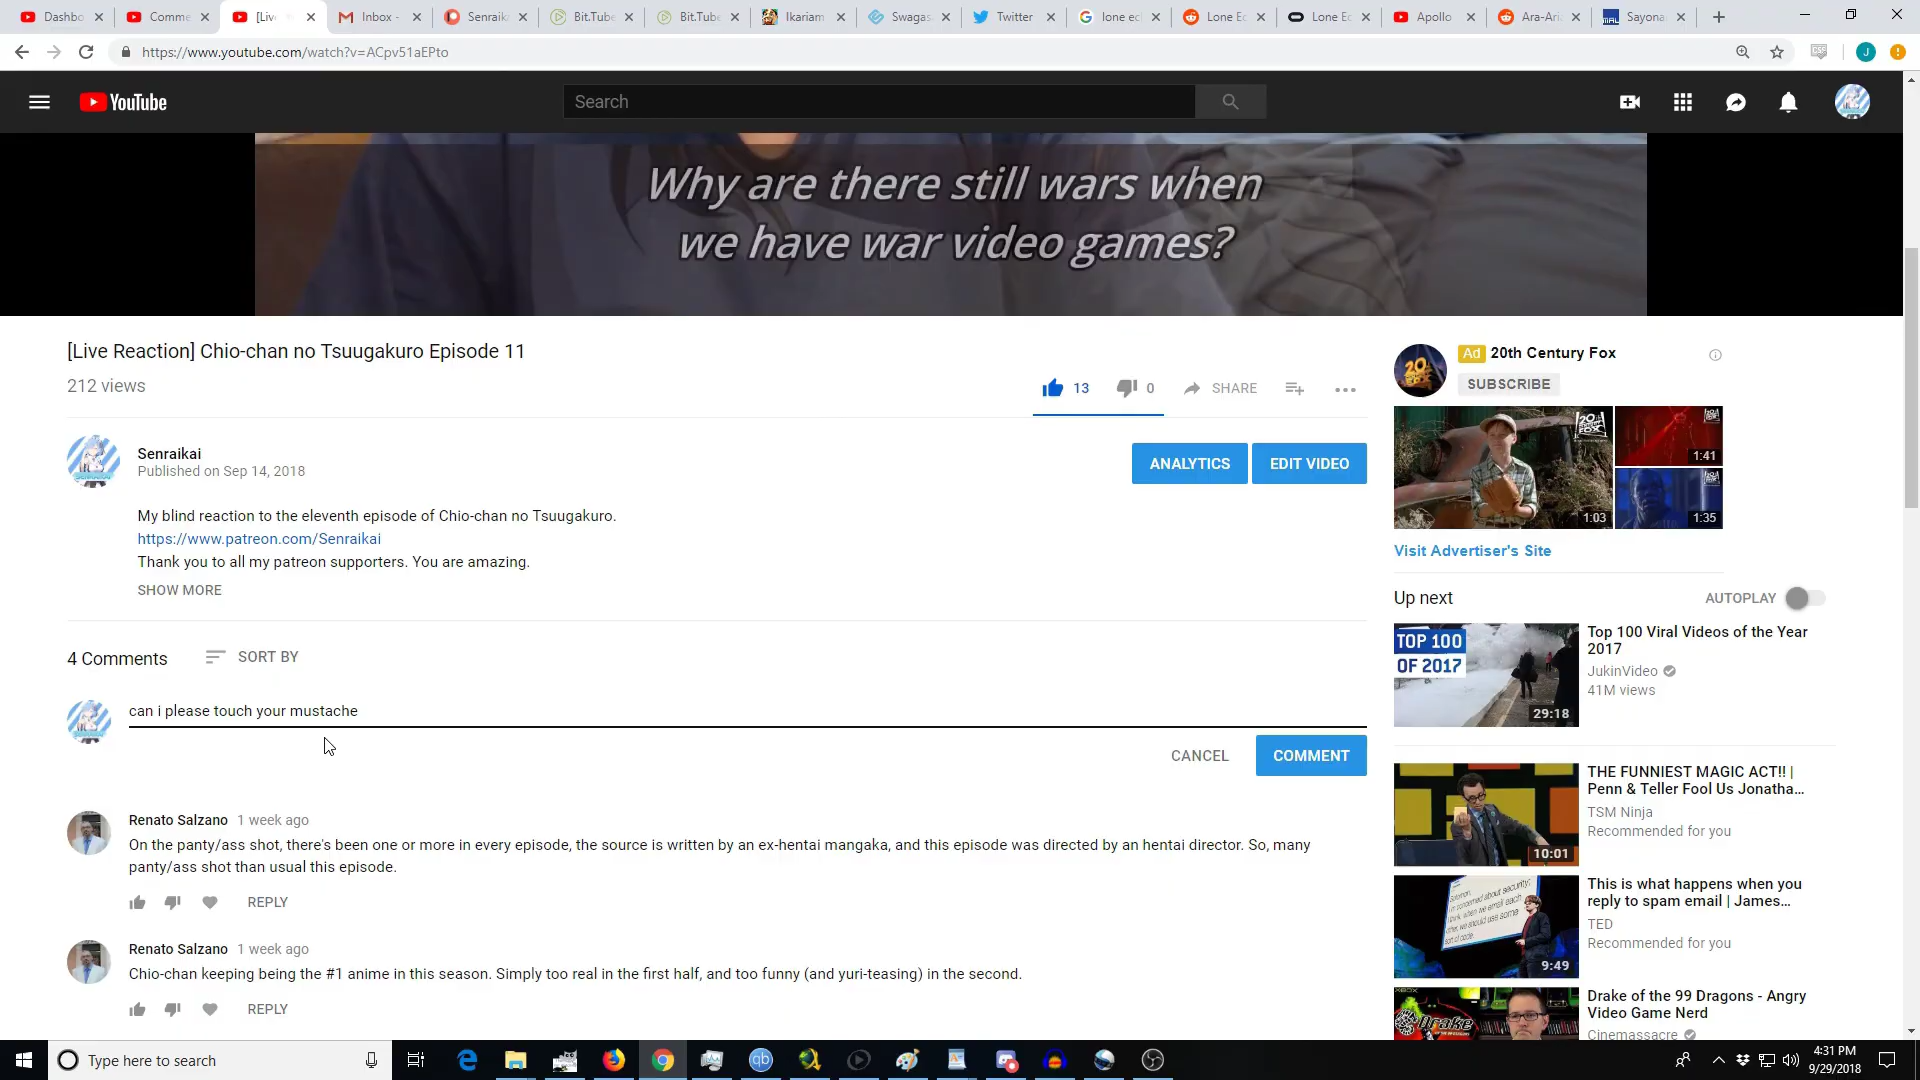 Dashbo
Comme
[Liv
Inbox -
Senraika
Bit.Tube
Bit.Tube
Ikariam
Swagas
Twitter
lone ec
Lone Ec
Lone Ec
Apollo
Ara-Ari
Sayona
https://www.youtube.com/watch?v=ACpv51aEPto
J
YouTube
Search
Why are there still wars when
we have war video games?
[Live Reaction] Chio-chan no Tsuugakuro Episode 11
212 views
13
0
SHARE
Senraikai
Published on Sep 14, 2018
ANALYTICS
EDIT VIDEO
My blind reaction to the eleventh episode of Chio-chan no Tsuugakuro.
https://www.patreon.com/Senraikai
Thank you to all my patreon supporters. You are amazing.
SHOW MORE
4 Comments
SORT BY
can i please touch your mustache
CANCEL
COMMENT
Renato Salzano 1 week ago
On the panty/ass shot, there's been one or more in every episode, the source is written by an ex-hentai mangaka, and this episode was directed by an hentai director. So, many
panty/ass shot than usual this episode.
REPLY
Renato Salzano 1 week ago
Chio-chan keeping being the #1 anime in this season. Simply too real in the first half, and too funny (and yuri-teasing) in the second.
REPLY
Ad 20th Century Fox
SUBSCRIBE
1:03
1:41
1:35
Visit Advertiser's Site
Up next
AUTOPLAY
TOP 100
OF 2017
29:18
Top 100 Viral Videos of the Year
2017
JukinVideo
41M views
10:01
THE FUNNIEST MAGIC ACT!! |
Penn & Teller Fool Us Jonatha...
TSM Ninja
Recommended for you
9:49
This is what happens when you
reply to spam email | James...
TED
Recommended for you
Drake of the 99 Dragons - Angry
Video Game Nerd
Cinemassacre
Type here to search
4:31 PM
9/29/2018